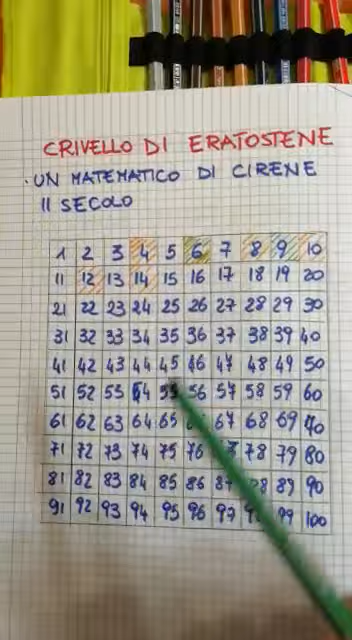 CRIVELLO DI ERATOSTENE
· UN MATEMATICO DI CIRENE
II SECOLO
1 2 3 4 5 6 7 8 9 10
11 12 13 14 15 16 17 18 19 20
21 22 23 24 25 26 27 28 29 30
31 32 33 34 35 36 37 38 39 40
41 42 43 44 45 46 47 48 49 50
51 52 53 54 55 56 57 58 59 60
61 62 63 64 65 67 68 69 70
71 72 73 74 75 76 78 79 80
81 82 83 84 85 86 87 88 89 90
91 92 93 94 95 96 97 99 100